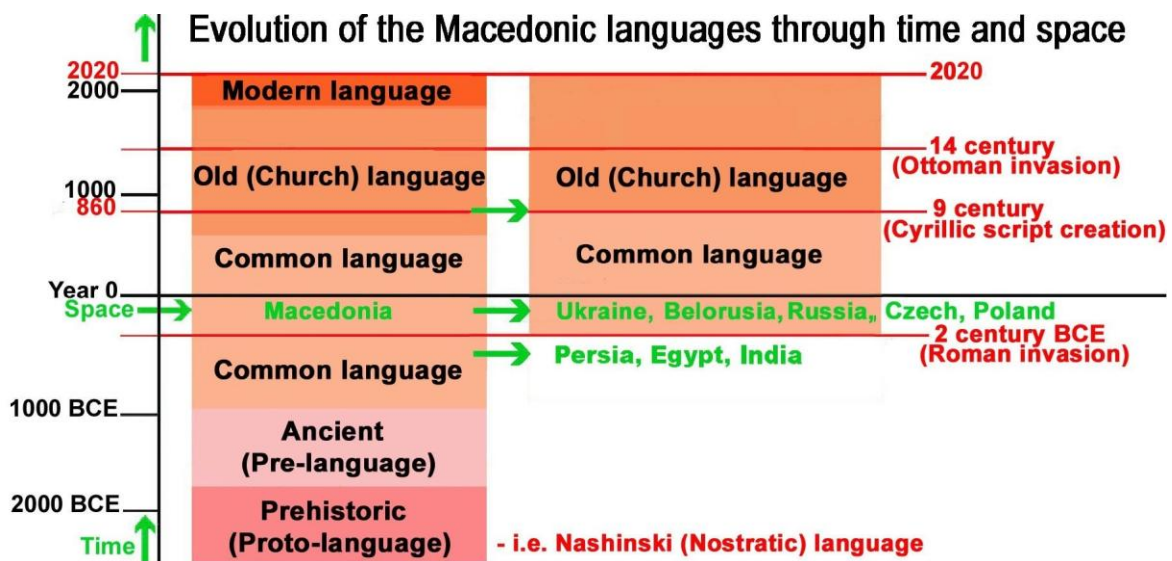 Evolution of the Macedonic languages through time and space
2020
2020
2000
Modern language
14 century
(Ottoman invasion)
Old (Church) language
Old (Church) language
1000
860
9 century
(Cyrillic script creation)
Common language
Common language
Year 0
Space
Macedonia
Ukraine, Belorusia, Russia,, Czech, Poland
2 century BCE
(Roman invasion)
Persia, Egypt, India
Common language
1000 BCE
Ancient
(Pre-language)
2000 BCE
Prehistoric
(Proto-language)
- i.e. Nashinski (Nostratic) language
Time